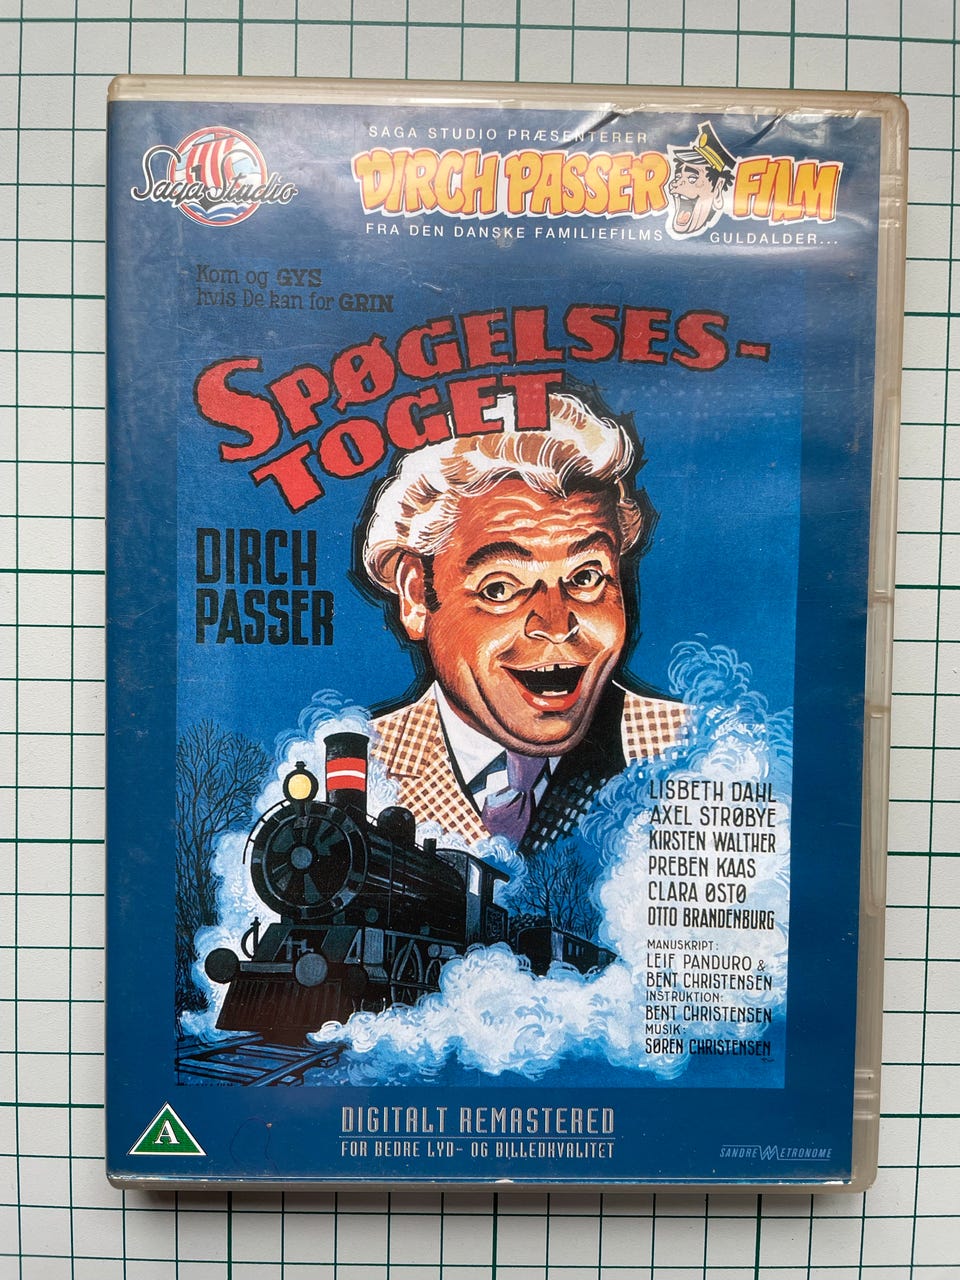 Saga Studio
SAGA STUDIO PRÆSENTERER
DIRCH PASSER FILM
FRA DEN DANSKE FAMILIEFILMS GULDALDER...
Kom og GYS
hvis De kan for GRIN
SPØGELSES-
TOGET
DIRCH
PASSER
LISBETH DAHL
AXEL STRØBYE
KIRSTEN WALTHER
PREBEN KAAS
CLARA ØSTØ
OTTO BRANDENBURG
MANUSKRIPT:
LEIF PANDURO &
BENT CHRISTENSEN
INSTRUKTION:
BENT CHRISTENSEN
MUSIK:
SØREN CHRISTENSEN
A
DIGITALT REMASTERED
FOR BEDRE LYD- OG BILLEDKVALITET
SANDREW METRONOME